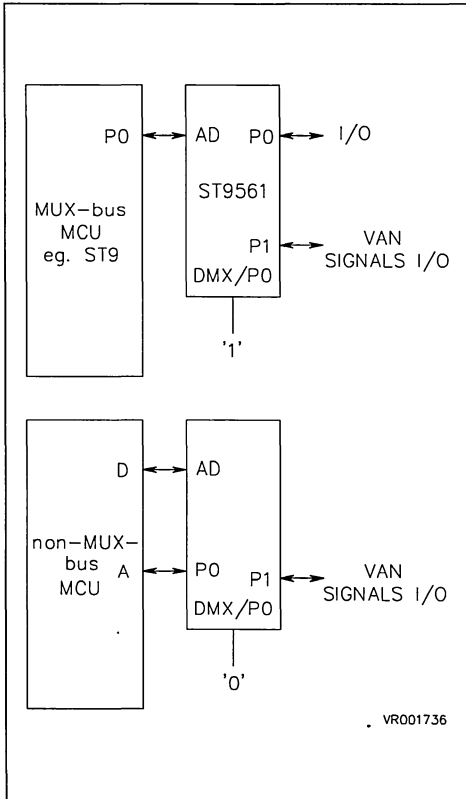 P0
AD
P0
I/O
MUX-bus
MCU
eg. ST9
ST9561
P1
VAN
SIGNALS I/O
DMX/P0
'1'
D
AD
non-MUX-
bus
MCU
A
P0
P1
VAN
SIGNALS I/O
DMX/P0
'0'
VR001736